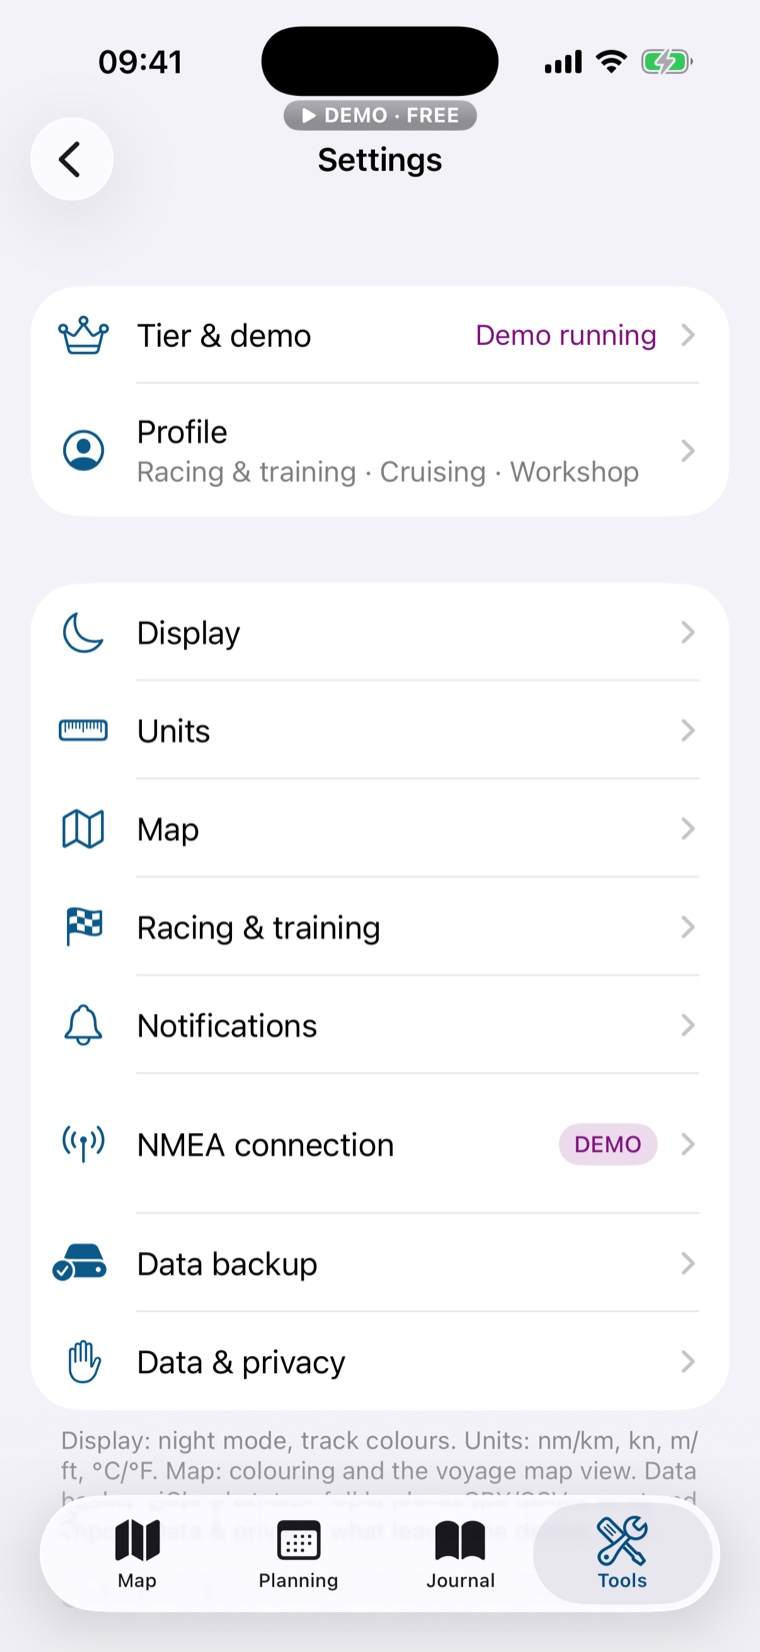 09:41
DEMO · FREE
Settings
Tier & demo
Demo running
Profile
Racing & training · Cruising · Workshop
Display
Units
Map
Racing & training
Notifications
NMEA connection
DEMO
Data backup
Data & privacy
Display: night mode, track colours. Units: nm/km, kn, m/
ft, °C/°F. Map: colouring and the voyage map view. Data
Map
Planning
Journal
Tools